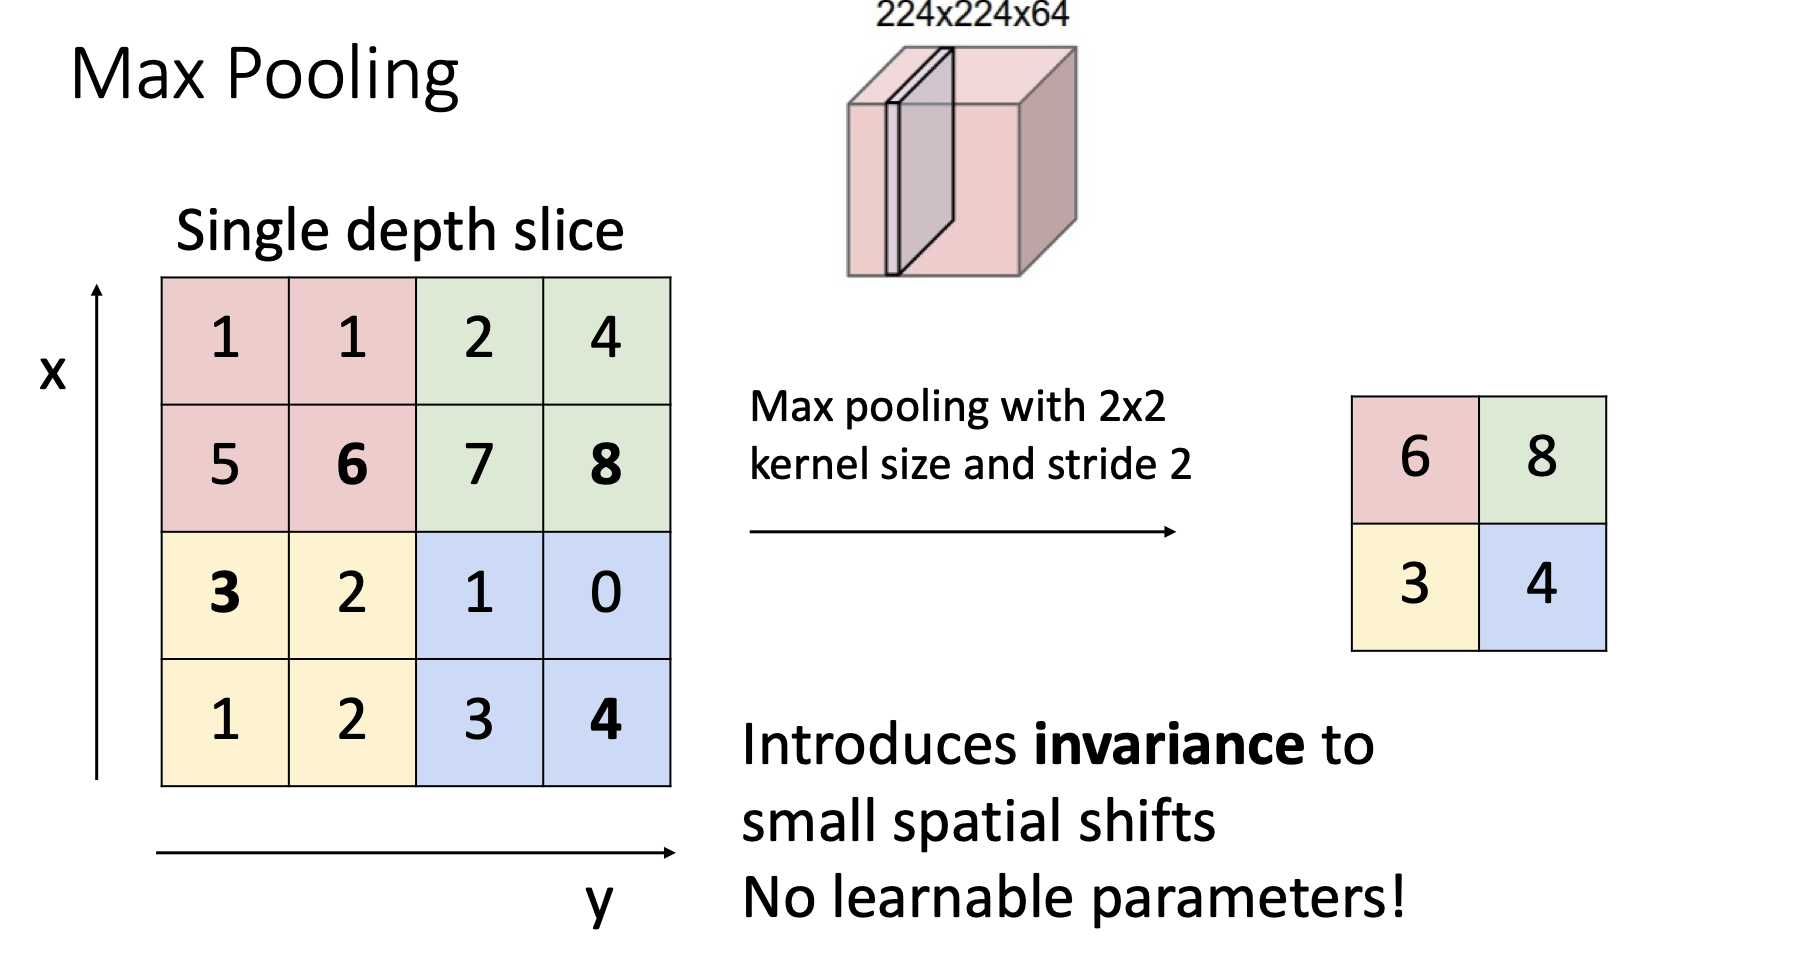 224x224x64
Max Pooling
Single depth slice
x
1 1 2 4
5 6 7 8
3 2 1 0
1 2 3 4
y
Max pooling with 2x2
kernel size and stride 2
6 8
3 4
Introduces invariance to
small spatial shifts
No learnable parameters!